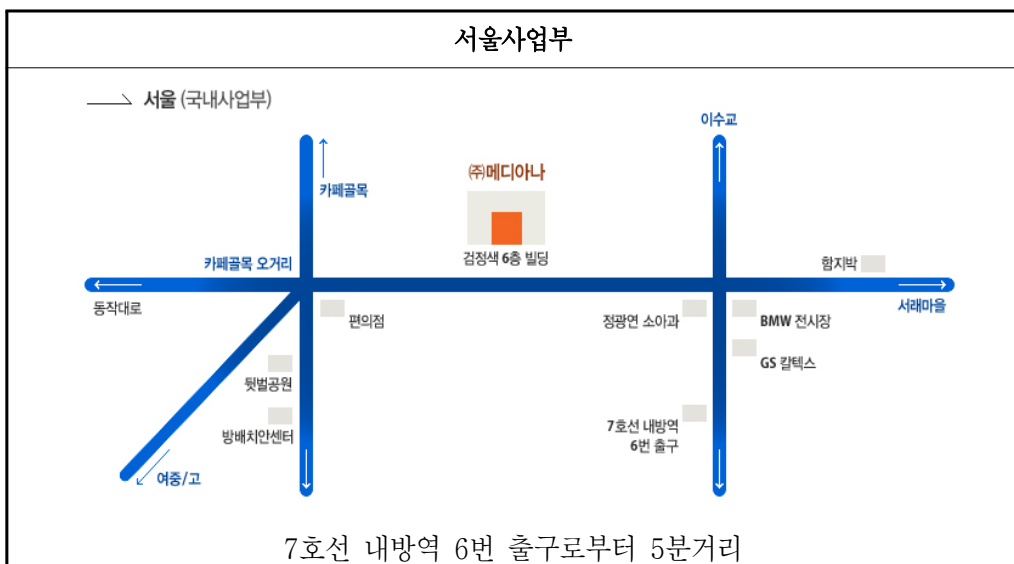 서울사업부
서울 (국내사업부)
이수교
㈜메디아나
카페골목
검정색 6층 빌딩
카페골목 오거리
함지박
동작대로
서래마을
편의점
정광연 소아과
BMW 전시장
GS 칼텍스
뒷벌공원
방배치안센터
7호선 내방역
6번 출구
여중/고
7호선 내방역 6번 출구로부터 5분거리